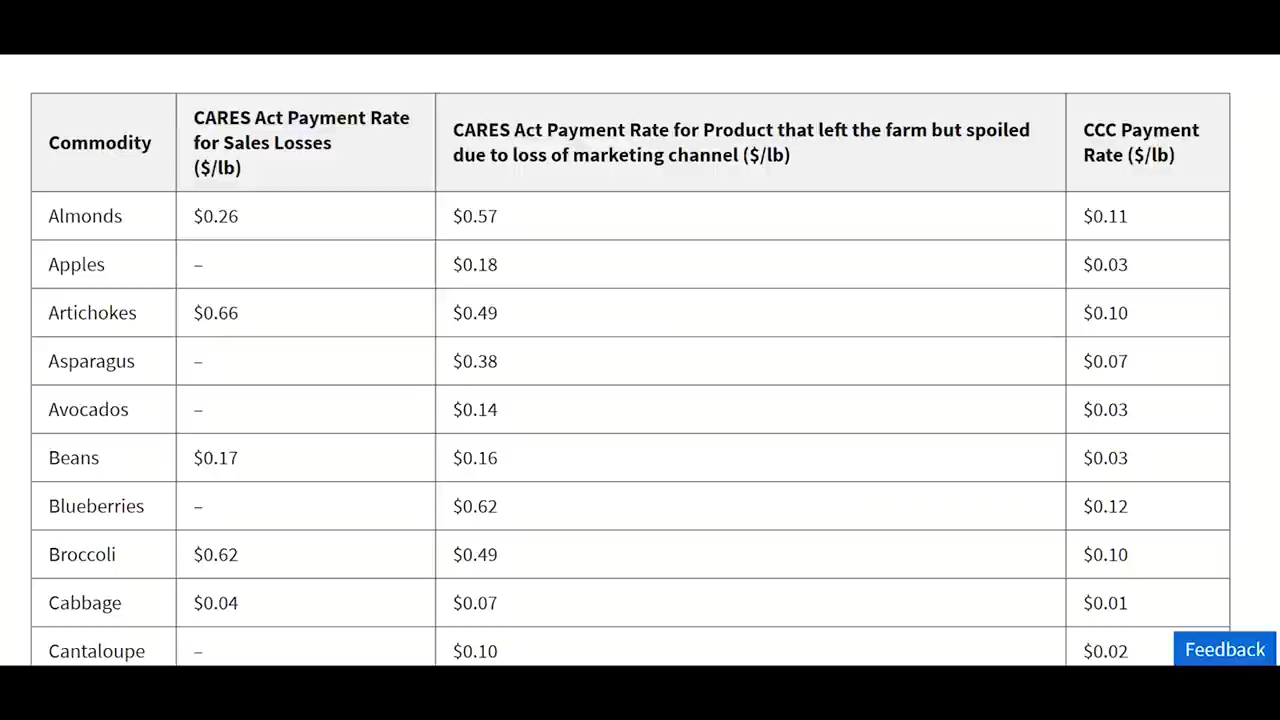 Commodity
CARES Act Payment Rate
for Sales Losses
($/lb)
CARES Act Payment Rate for Product that left the farm but spoiled
due to loss of marketing channel ($/lb)
CCC Payment
Rate ($/lb)
Almonds $0.26 $0.57 $0.11
Apples – $0.18 $0.03
Artichokes $0.66 $0.49 $0.10
Asparagus – $0.38 $0.07
Avocados – $0.14 $0.03
Beans $0.17 $0.16 $0.03
Blueberries – $0.62 $0.12
Broccoli $0.62 $0.49 $0.10
Cabbage $0.04 $0.07 $0.01
Cantaloupe – $0.10 $0.02
Feedback